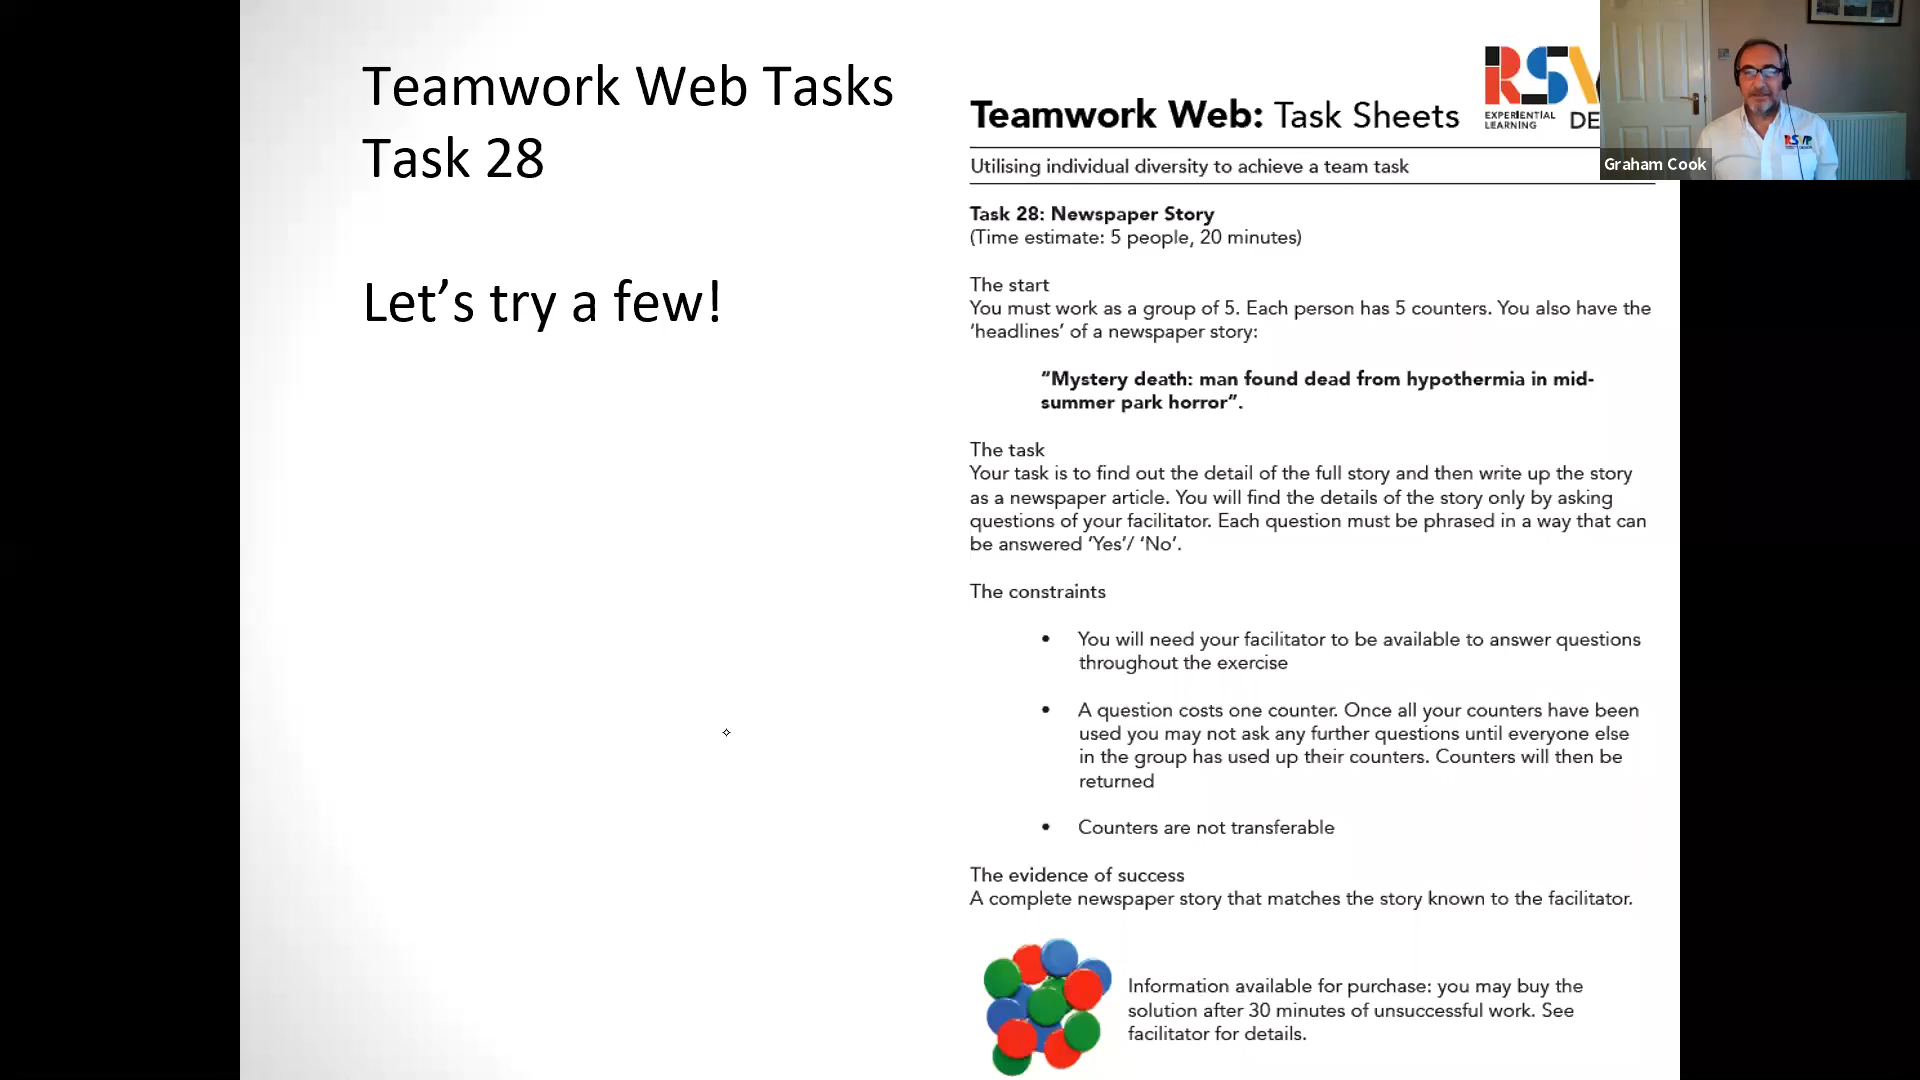 Teamwork Web Tasks
Task 28
Let’s try a few!
Teamwork Web: Task Sheets
RSV
EXPERIENTIAL
LEARNING
DE
Utilising individual diversity to achieve a team task
Task 28: Newspaper Story
(Time estimate: 5 people, 20 minutes)
The start
You must work as a group of 5. Each person has 5 counters. You also have the
‘headlines’ of a newspaper story:
“Mystery death: man found dead from hypothermia in mid-
summer park horror”.
The task
Your task is to find out the detail of the full story and then write up the story
as a newspaper article. You will find the details of the story only by asking
questions of your facilitator. Each question must be phrased in a way that can
be answered ‘Yes’/ ‘No’.
The constraints
• You will need your facilitator to be available to answer questions
throughout the exercise
• A question costs one counter. Once all your counters have been
used you may not ask any further questions until everyone else
in the group has used up their counters. Counters will then be
returned
• Counters are not transferable
The evidence of success
A complete newspaper story that matches the story known to the facilitator.
Information available for purchase: you may buy the
solution after 30 minutes of unsuccessful work. See
facilitator for details.
Graham Cook
RSVP